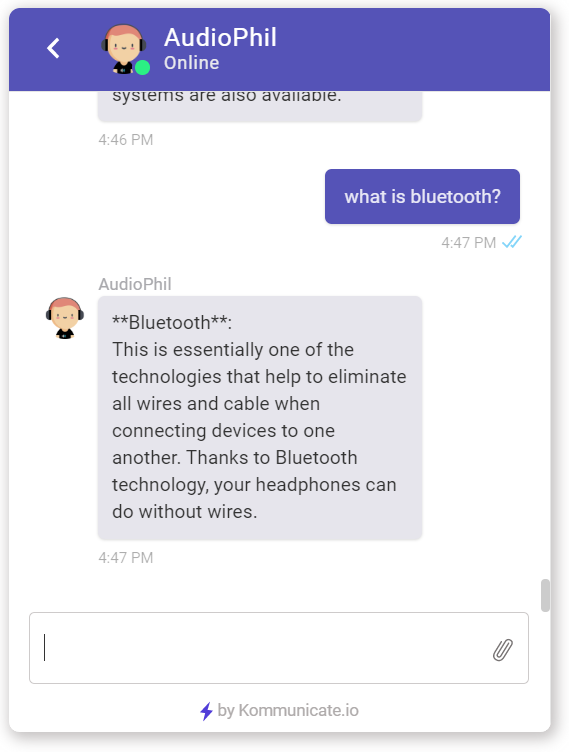 AudioPhil
Online
systems are also available.
4:46 PM
what is bluetooth?
4:47 PM
AudioPhil
**Bluetooth**:
This is essentially one of the
technologies that help to eliminate
all wires and cable when
connecting devices to one
another. Thanks to Bluetooth
technology, your headphones can
do without wires.
4:47 PM
by Kommunicate.io